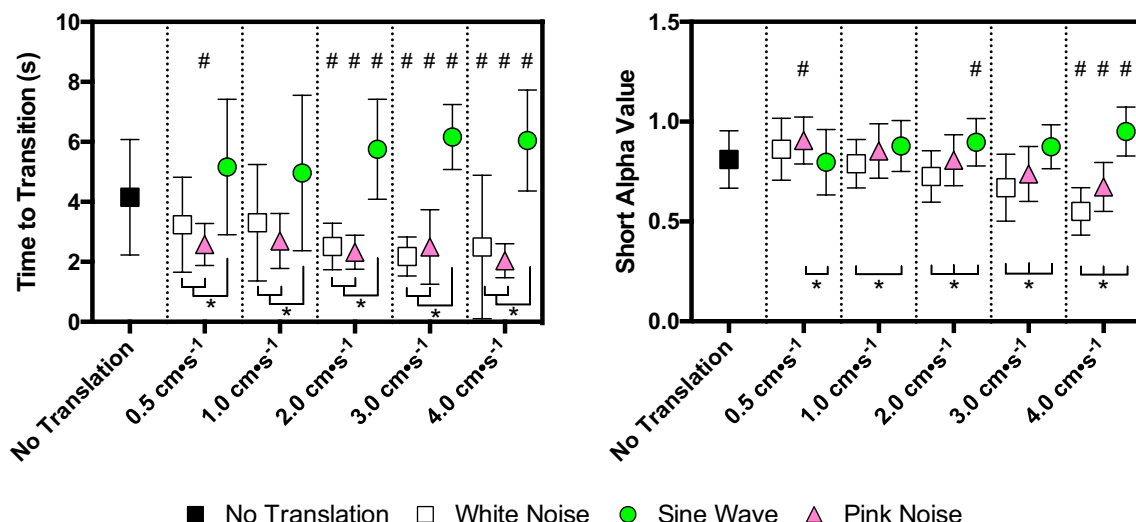 Time to Transition (s)
10
8
6
4
2
0
# # # # # # # # # #
* * * * *
No Translation
0.5 cm•s⁻¹
1.0 cm•s⁻¹
2.0 cm•s⁻¹
3.0 cm•s⁻¹
4.0 cm•s⁻¹
Short Alpha Value
1.5
1.0
0.5
0.0
# # # # #
* * * * *
No Translation
0.5 cm•s⁻¹
1.0 cm•s⁻¹
2.0 cm•s⁻¹
3.0 cm•s⁻¹
4.0 cm•s⁻¹
No Translation White Noise Sine Wave Pink Noise